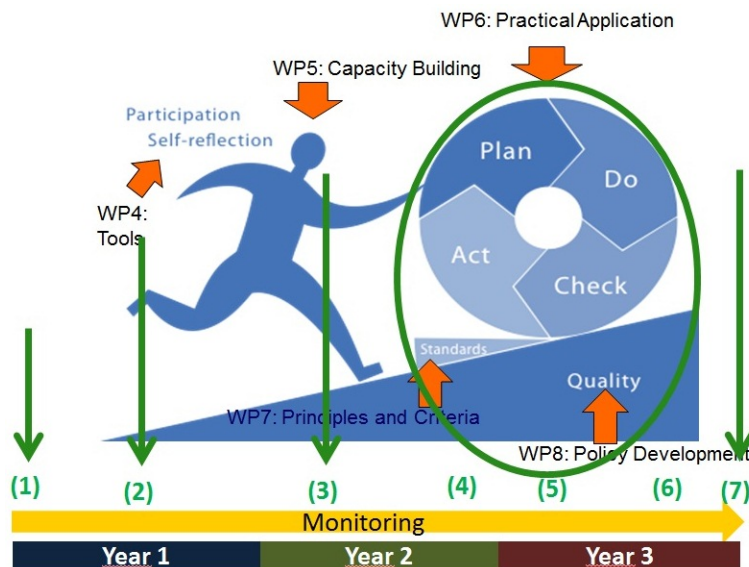 WP6: Practical Application
WP5: Capacity Building
Participation
Self-reflection
Plan
Do
WP4:
Tools
Act
Check
Standards
Quality
WP7: Principles and Criteria
WP8: Policy Development
(1)
(2)
(3)
(4)
(5)
(6)
(7)
Monitoring
Year 1
Year 2
Year 3